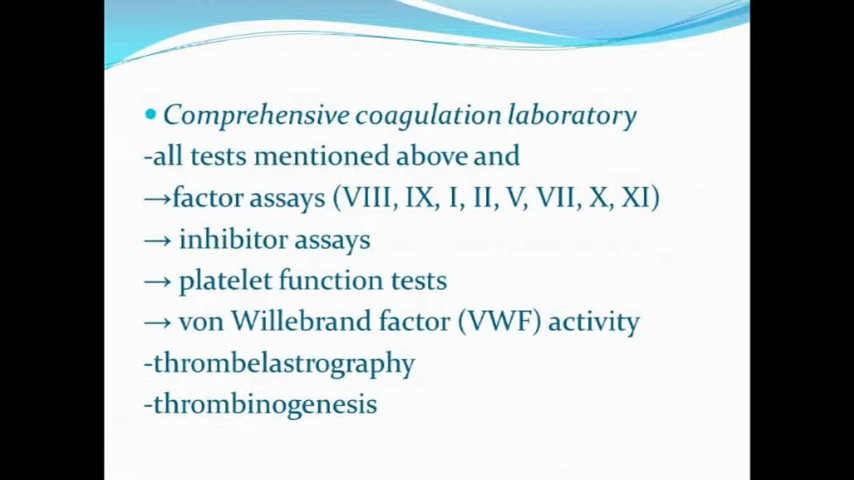 • Comprehensive coagulation laboratory
-all tests mentioned above and
→factor assays (VIII, IX, I, II, V, VII, X, XI)
→ inhibitor assays
→ platelet function tests
→ von Willebrand factor (VWF) activity
-thrombelastrography
-thrombinogenesis